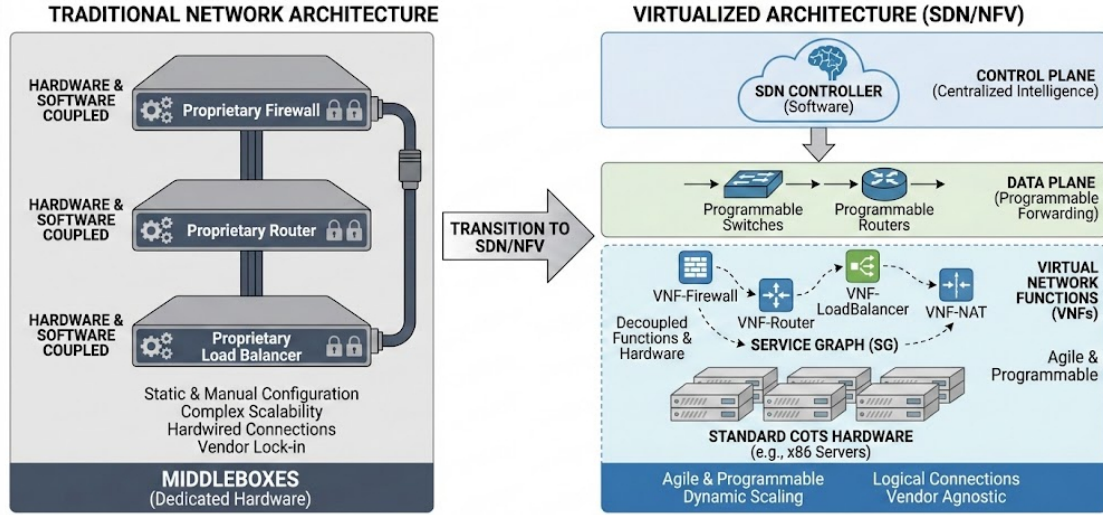 TRADITIONAL NETWORK ARCHITECTURE
HARDWARE &
SOFTWARE
COUPLED
Proprietary Firewall
HARDWARE &
SOFTWARE
COUPLED
Proprietary Router
HARDWARE &
SOFTWARE
COUPLED
Proprietary
Load Balancer
Static & Manual Configuration
Complex Scalability
Hardwired Connections
Vendor Lock-in
MIDDLEBOXES
(Dedicated Hardware)
TRANSITION TO
SDN/NFV
VIRTUALIZED ARCHITECTURE (SDN/NFV)
SDN CONTROLLER
(Software)
CONTROL PLANE
(Centralized Intelligence)
Programmable
Switches
Programmable
Routers
DATA PLANE
(Programmable
Forwarding)
VNF-Firewall
VNF-Router
VNF-
LoadBalancer
VNF-NAT
VIRTUAL
NETWORK
FUNCTIONS
(VNFs)
Decoupled
Functions &
Hardware
SERVICE GRAPH (SG)
Agile &
Programmable
STANDARD COTS HARDWARE
(e.g., x86 Servers)
Agile & Programmable
Dynamic Scaling
Logical Connections
Vendor Agnostic